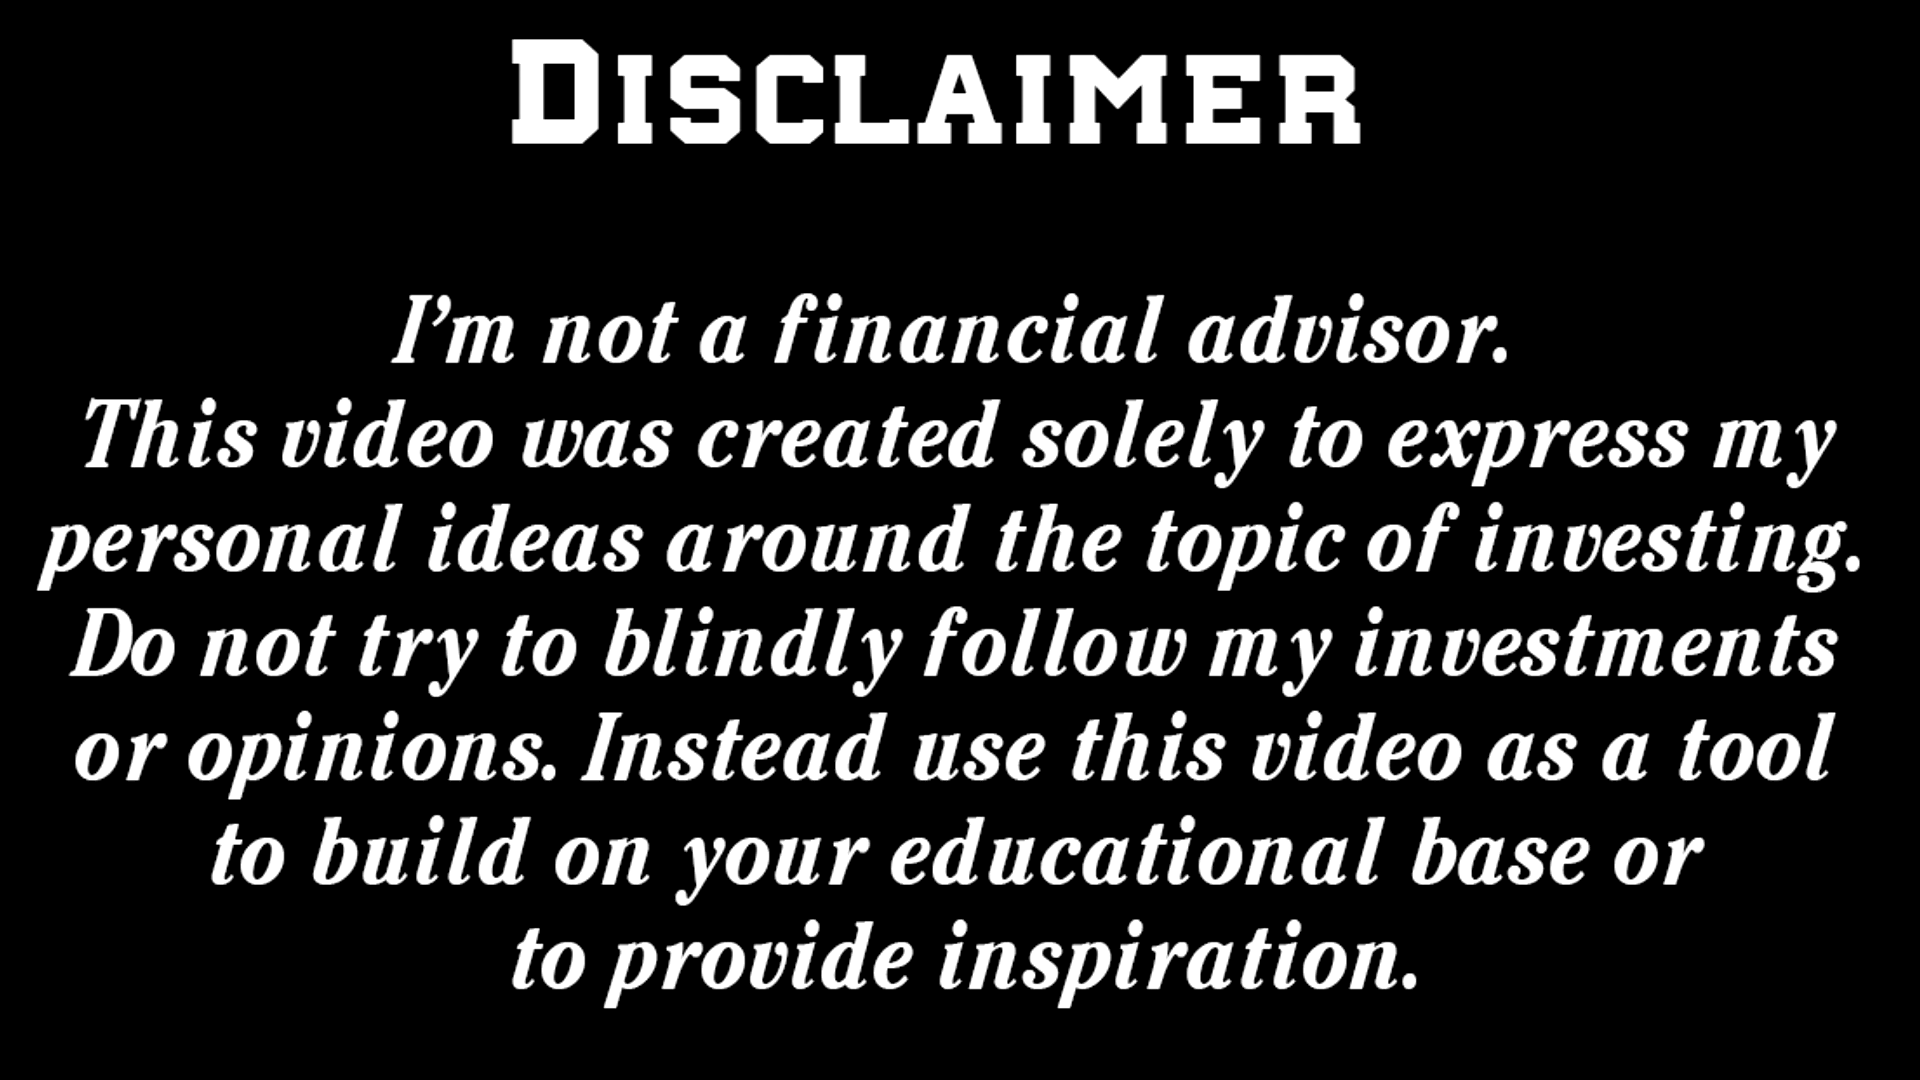 Disclaimer
I’m not a financial advisor.
This video was created solely to express my
personal ideas around the topic of investing.
Do not try to blindly follow my investments
or opinions. Instead use this video as a tool
to build on your educational base or
to provide inspiration.